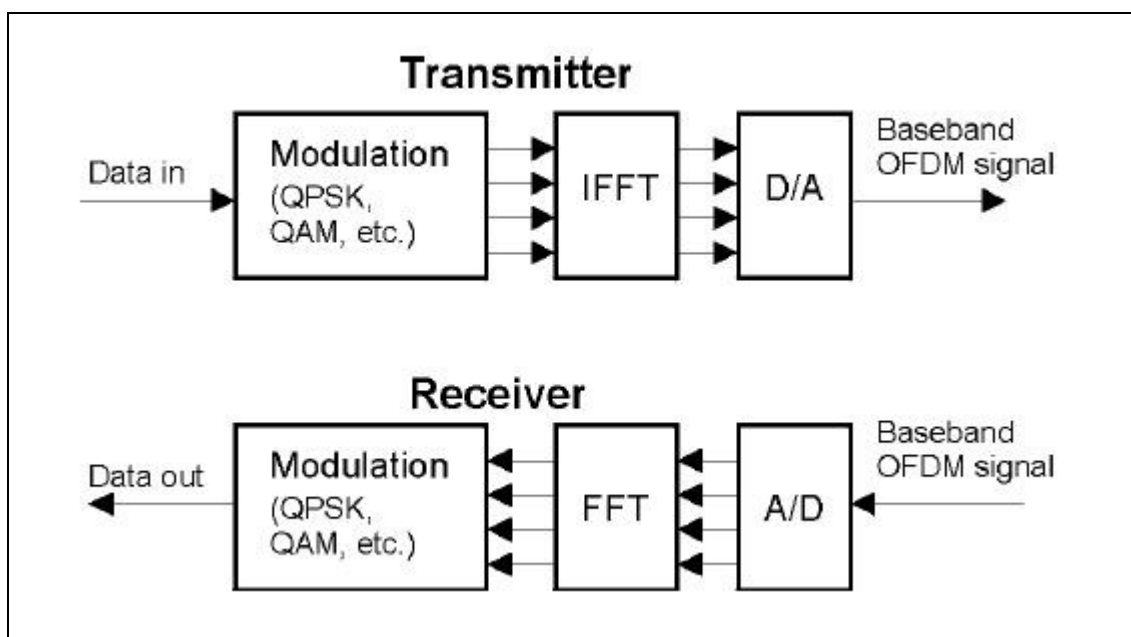 Transmitter
Data in
Modulation
(QPSK,
QAM, etc.)
IFFT
D/A
Baseband
OFDM signal
Receiver
Data out
Modulation
(QPSK,
QAM, etc.)
FFT
A/D
Baseband
OFDM signal